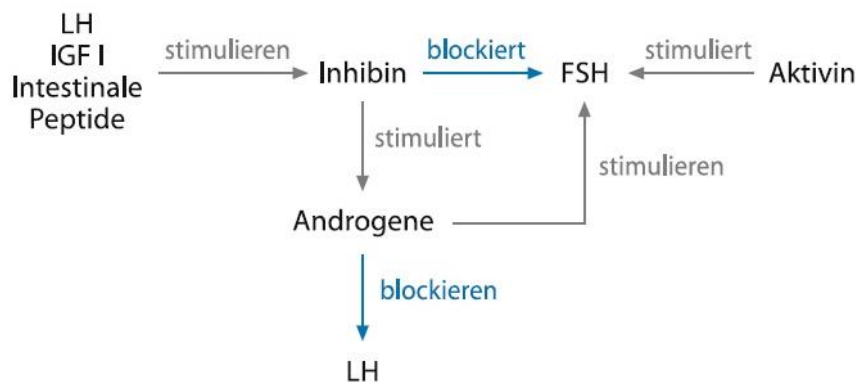 LH
IGF I
Intestinale
Peptide
stimulieren
Inhibin
blockiert
FSH
stimuliert
Aktivin
stimuliert
stimulieren
Androgene
blockieren
LH